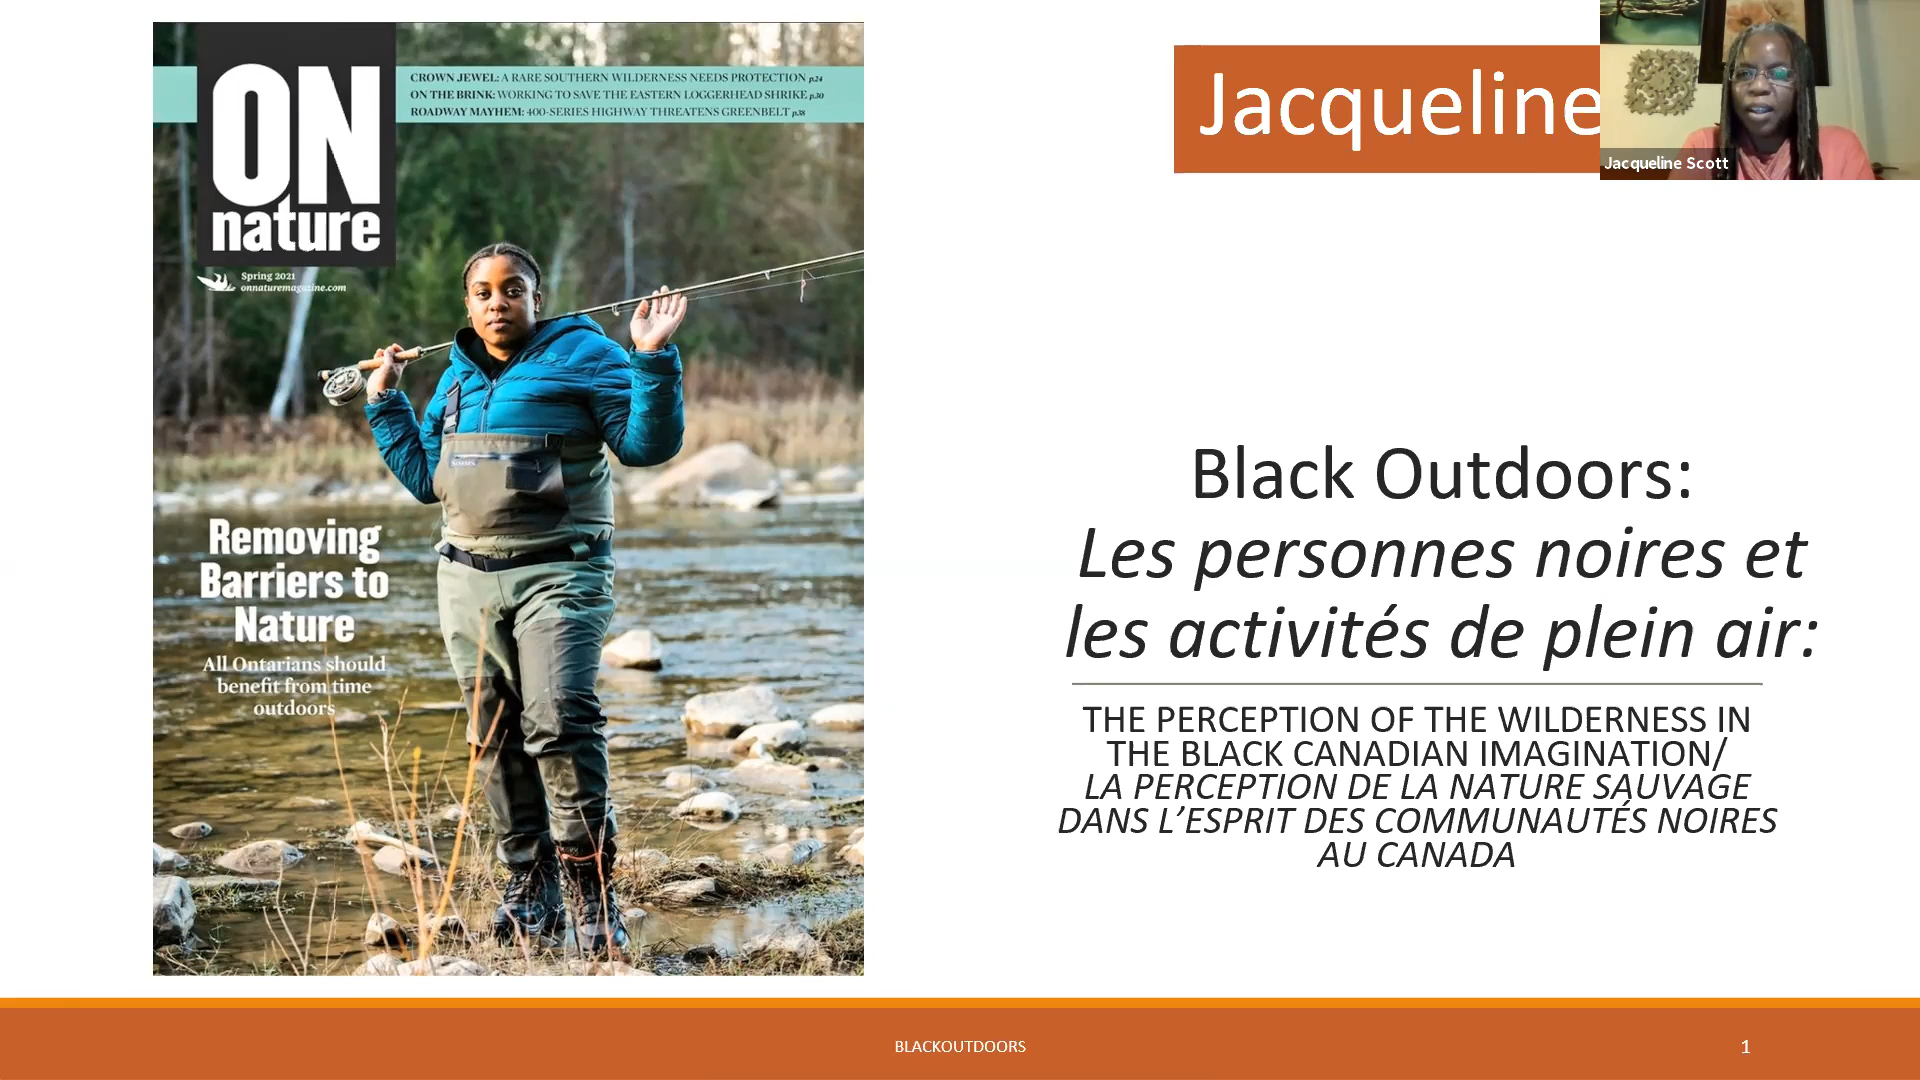 ON
nature
Spring 2021
onnaturemagazine.com
CROWN JEWEL: A RARE SOUTHERN WILDERNESS NEEDS PROTECTION p.24
ON THE BRINK: WORKING TO SAVE THE EASTERN LOGGERHEAD SHRIKE p.30
ROADWAY MAYHEM: 400-SERIES HIGHWAY THREATENS GREENBELT p.38
SIMMS
Removing
Barriers to
Nature
All Ontarians should
benefit from time
outdoors
Jacqueline
Jacqueline Scott
Black Outdoors:
Les personnes noires et
les activités de plein air:
THE PERCEPTION OF THE WILDERNESS IN
THE BLACK CANADIAN IMAGINATION/
LA PERCEPTION DE LA NATURE SAUVAGE
DANS L’ESPRIT DES COMMUNAUTÉS NOIRES
AU CANADA
BLACKOUTDOORS
1